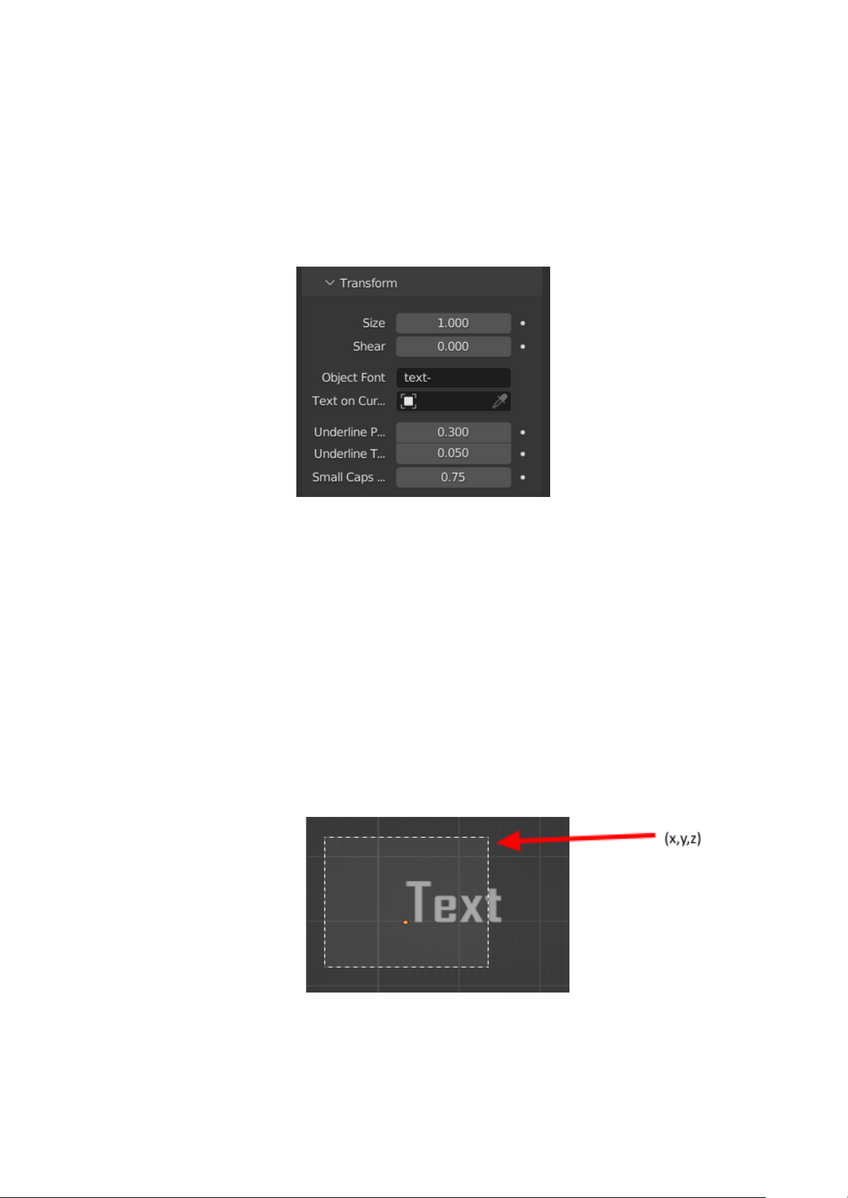 Transform
Size 1.000
Shear 0.000
Object Font text-
Text on Cur...
Underline P... 0.300
Underline T... 0.050
Small Caps ... 0.75
(x,y,z)
Text